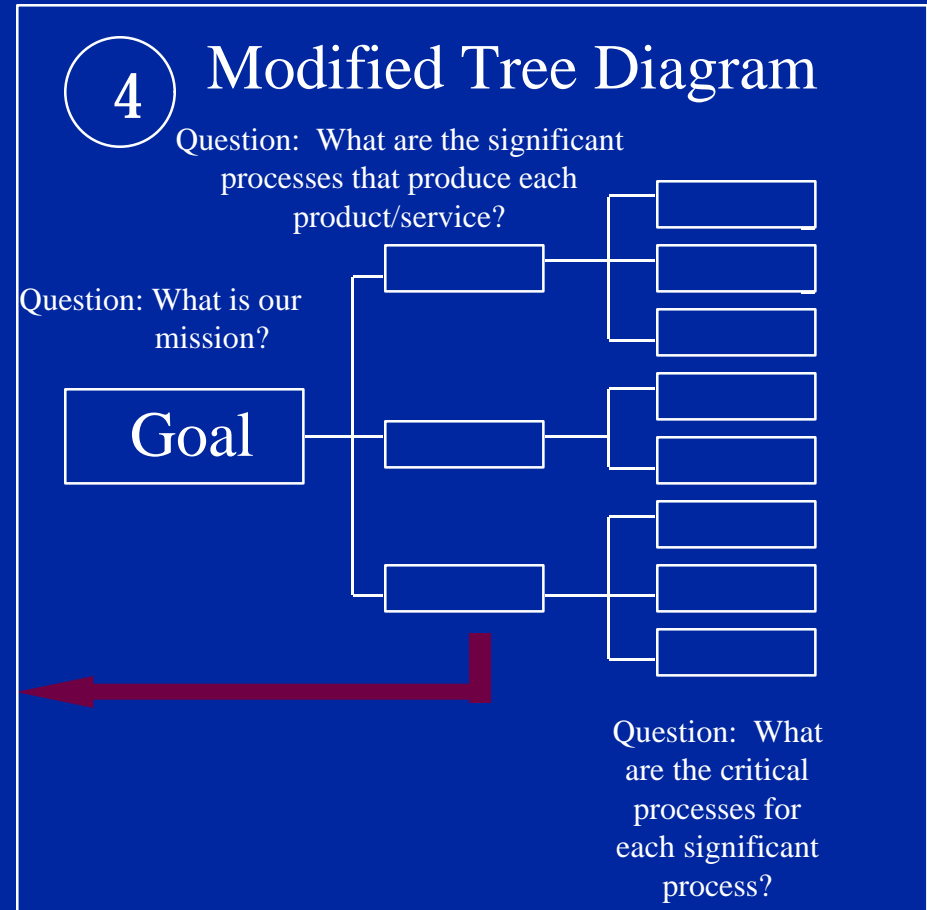 4
Modified Tree Diagram
Question: What are the significant
processes that produce each
product/service?
Question: What is our
mission?
Goal
Question: What
are the critical
processes for
each significant
process?